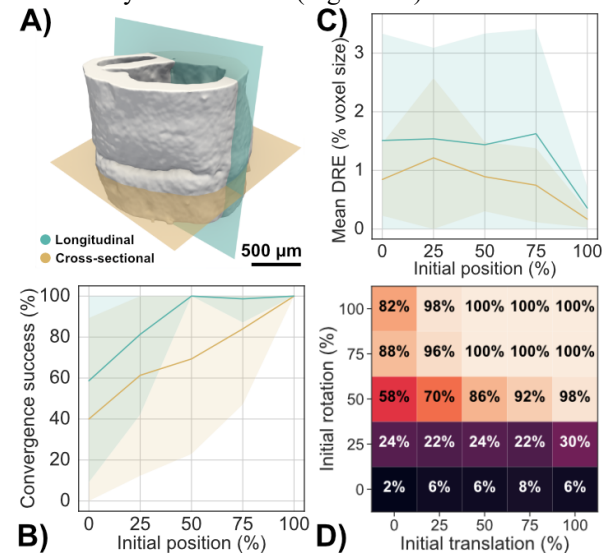 A)
Longitudinal
Cross-sectional
500 µm
C)
Mean DRE (% voxel size)
3
2
1
0
0 25 50 75 100
Initial position (%)
B)
Convergence success (%)
100
80
60
40
20
0
0 25 50 75 100
Initial position (%)
D)
Initial rotation (%)
100 82% 98% 100% 100% 100%
75 88% 96% 100% 100% 100%
50 58% 70% 86% 92% 98%
25 24% 22% 24% 22% 30%
0 2% 6% 6% 8% 6%
0 25 50 75 100
Initial translation (%)